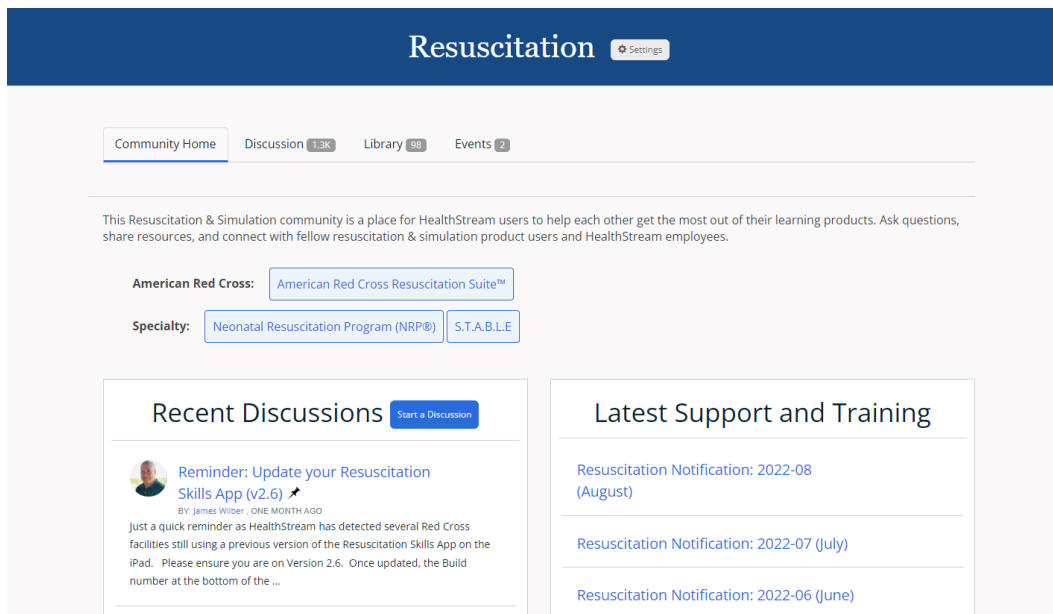 Resuscitation Settings
Community Home Discussion 1.3K Library 98 Events 2
This Resuscitation & Simulation community is a place for HealthStream users to help each other get the most out of their learning products. Ask questions,
share resources, and connect with fellow resuscitation & simulation product users and HealthStream employees.
American Red Cross: American Red Cross Resuscitation Suite™
Specialty: Neonatal Resuscitation Program (NRP®) S.T.A.B.L.E
Recent Discussions Start a Discussion
Reminder: Update your Resuscitation
Skills App (v2.6)
BY: James Wilber , ONE MONTH AGO
Just a quick reminder as HealthStream has detected several Red Cross
facilities still using a previous version of the Resuscitation Skills App on the
iPad. Please ensure you are on Version 2.6. Once updated, the Build
number at the bottom of the ...
Latest Support and Training
Resuscitation Notification: 2022-08
(August)
Resuscitation Notification: 2022-07 (July)
Resuscitation Notification: 2022-06 (June)